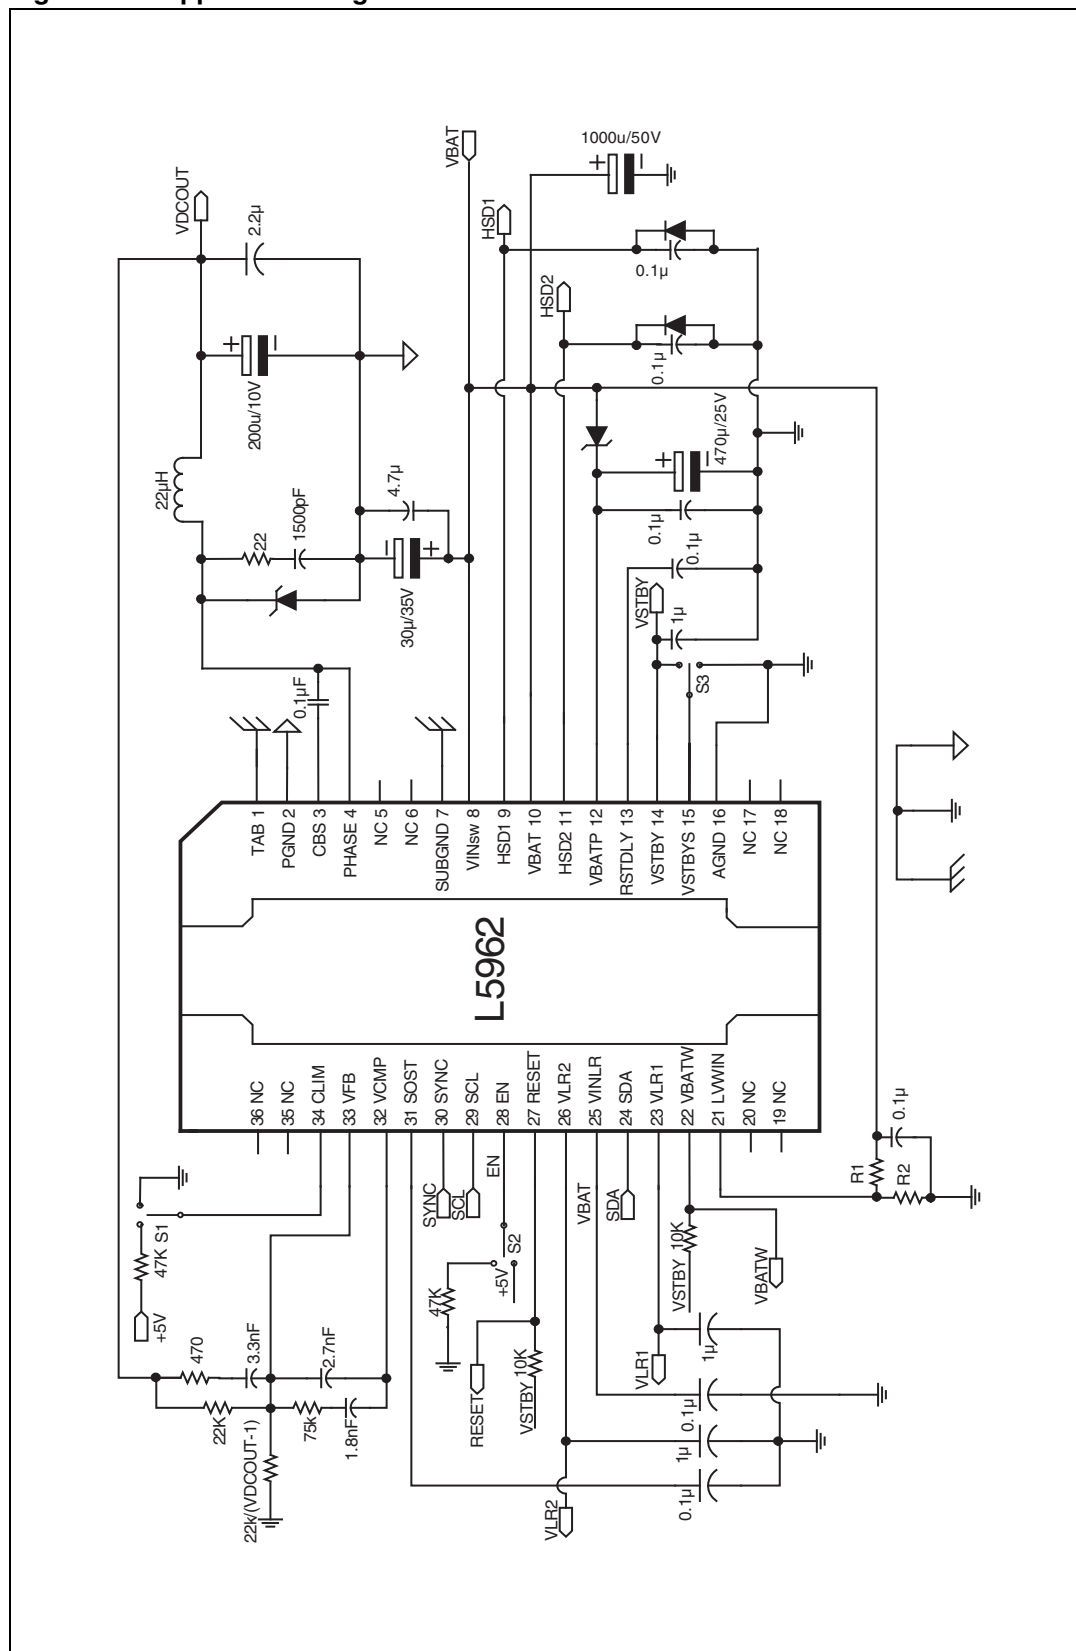 VDCOUT
2.2µ
200u/10V
+
22µH
22
1500pF
4.7µ
30µ/35V
+
0.1µF
VBAT
1000u/50V
+
HSD1
0.1µ
HSD2
0.1µ
470µ/25V
+
0.1µ
0.1µ
VSTBY
1µ
S3
TAB 1
PGND 2
CBS 3
PHASE 4
NC 5
NC 6
SUBGND 7
VINsw 8
HSD1 9
VBAT 10
HSD2 11
VBATP 12
RSTDLY 13
VSTBY 14
VSTBYS 15
AGND 16
NC 17
NC 18
L5962
36 NC
35 NC
34 CLIM
33 VFB
32 VCMP
31 SOST
30 SYNC
29 SCL
28 EN
27 RESET
26 VLR2
25 VINLR
24 SDA
23 VLR1
22 VBATW
21 LVWIN
20 NC
19 NC
+5V
47K
S1
470
3.3nF
22K
2.7nF
75k
1.8nF
22k/(VDCOUT-1)
SYNC
SCL
EN
S2
+5V
47K
RESET
VSTBY 10K
VLR2
VBAT
SDA
VSTBY 10K
VBATW
VLR1
1µ
0.1µ
1µ
0.1µ
R1
R2
0.1µ